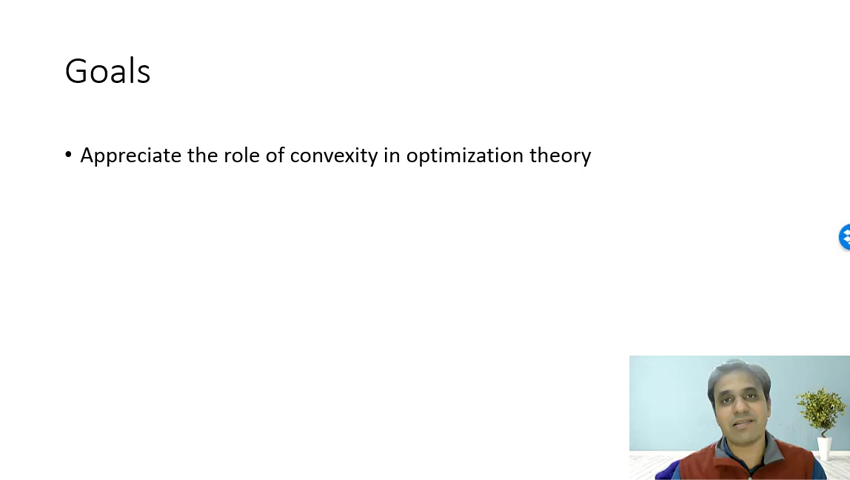 Goals
• Appreciate the role of convexity in optimization theory